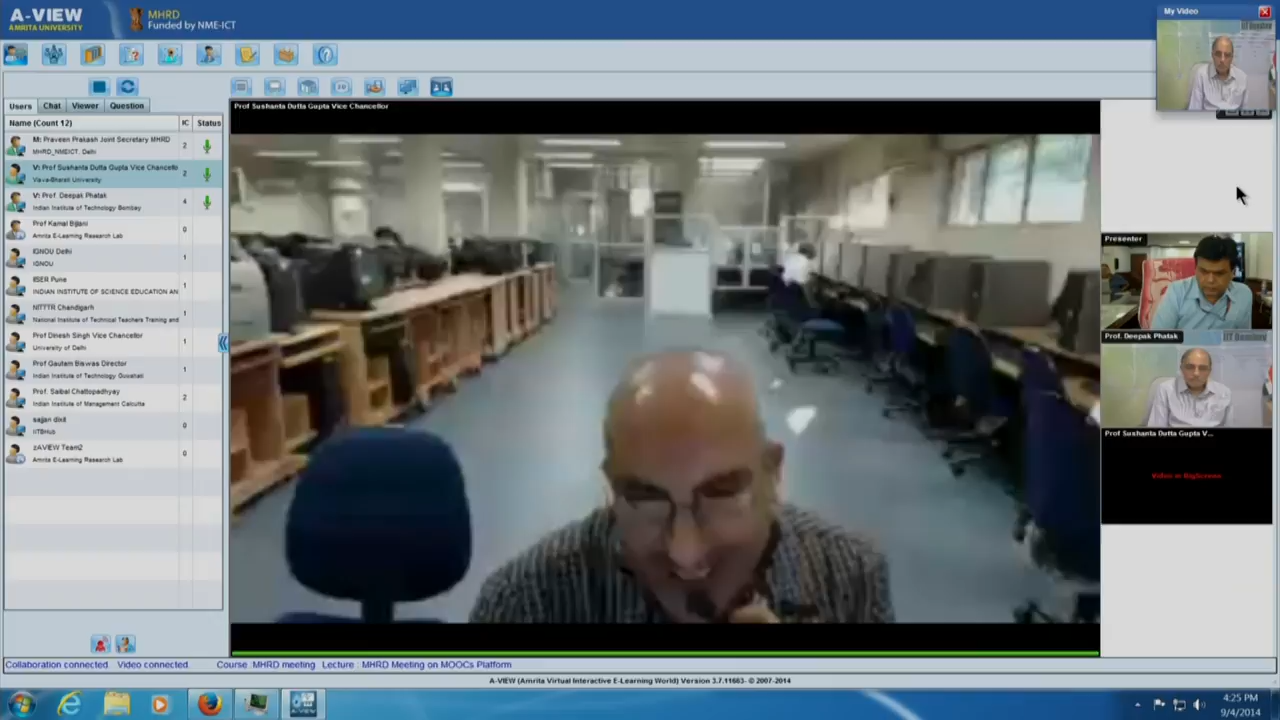 A-VIEW
AMRITA UNIVERSITY
MHRD
Funded by NME-ICT
My Video
Users Chat Viewer Question
Name (Count 12) IC Status
M: Praveen Prakash Joint Secretary MHRD 2
MHRD_NMEICT, Delhi
V: Prof Sushanta Dutta Gupta Vice Chancello 2
Visva-Bharati University
V: Prof. Deepak Phatak 4
Indian Institute of Technology Bombay
Prof Kamal Bijlani 0
Amrita E-Learning Research Lab
IGNOU Delhi 1
IGNOU
IISER Pune 1
INDIAN INSTITUTE OF SCIENCE EDUCATION AN
NITTTR Chandigarh 1
National Institute of Technical Teachers Training and
Prof Dinesh Singh Vice Chancellor 1
University of Delhi
Prof Gautam Biswas Director 1
Indian Institute of Technology Guwahati
Prof. Saibal Chattopadhyay 2
Indian Institute of Management Calcutta
sajjan dixit 0
IITBHub
zAVIEW Team2 0
Amrita E-Learning Research Lab
Prof Sushanta Dutta Gupta Vice Chancellor
Presenter
Prof. Deepak Phatak
IIT Bombay
Prof Sushanta Dutta Gupta V...
Video in BigScreen
Collaboration connected Video connected Course : MHRD meeting Lecture : MHRD Meeting on MOOCs Platform
A-VIEW (Amrita Virtual Interactive E-Learning World) Version 3.7.11663- © 2007-2014
4:25 PM
9/4/2014